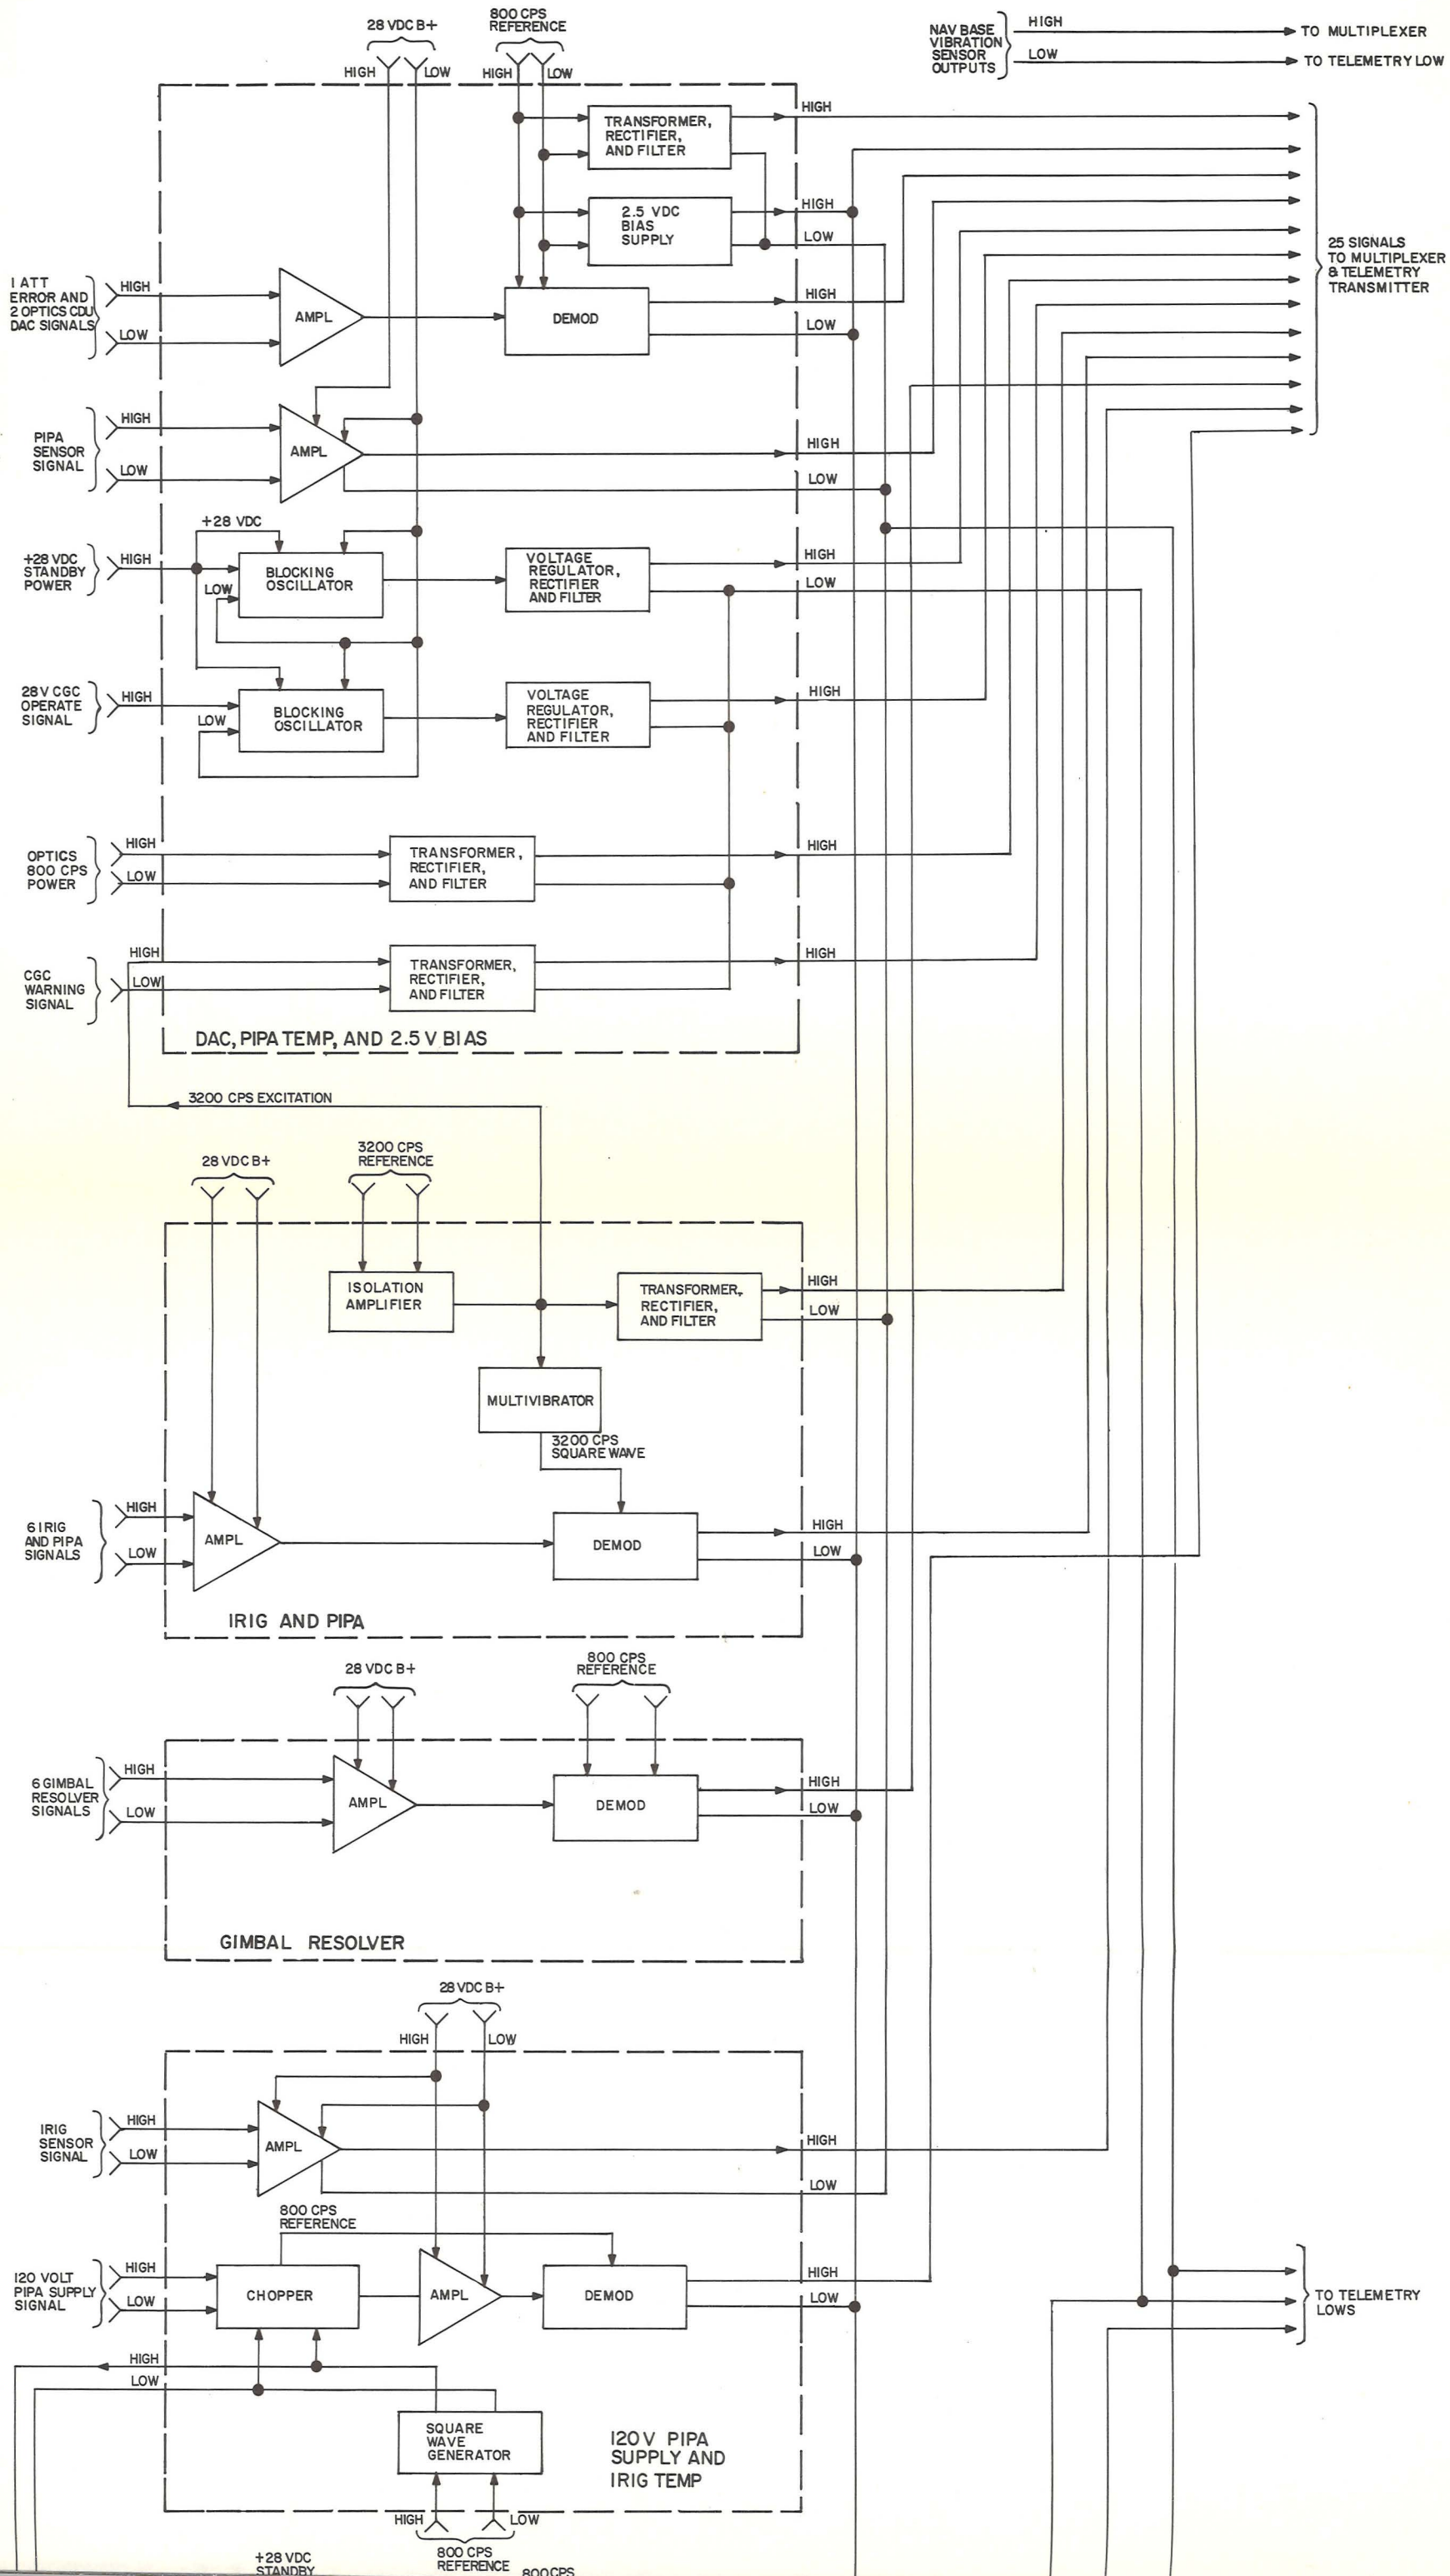 28 VDC B+
800 CPS
REFERENCE
HIGH
LOW
HIGH
LOW
NAV BASE
VIBRATION
SENSOR
OUTPUTS
HIGH
LOW
TO MULTIPLEXER
TO TELEMETRY LOW
TRANSFORMER,
RECTIFIER,
AND FILTER
HIGH
2.5 VDC
BIAS
SUPPLY
HIGH
LOW
25 SIGNALS
TO MULTIPLEXER
& TELEMETRY
TRANSMITTER
1 ATT
ERROR AND
2 OPTICS CDU
DAC SIGNALS
HIGH
LOW
AMPL
DEMOD
HIGH
LOW
PIPA
SENSOR
SIGNAL
HIGH
LOW
AMPL
HIGH
LOW
+28 VDC
STANDBY
POWER
HIGH
+28 VDC
LOW
BLOCKING
OSCILLATOR
VOLTAGE
REGULATOR,
RECTIFIER
AND FILTER
HIGH
LOW
28V CGC
OPERATE
SIGNAL
HIGH
LOW
BLOCKING
OSCILLATOR
VOLTAGE
REGULATOR,
RECTIFIER
AND FILTER
HIGH
OPTICS
800 CPS
POWER
HIGH
LOW
TRANSFORMER,
RECTIFIER,
AND FILTER
HIGH
CGC
WARNING
SIGNAL
HIGH
LOW
TRANSFORMER,
RECTIFIER,
AND FILTER
HIGH
DAC, PIPA TEMP, AND 2.5 V BIAS
3200 CPS EXCITATION
28 VDC B+
3200 CPS
REFERENCE
ISOLATION
AMPLIFIER
TRANSFORMER,
RECTIFIER,
AND FILTER
HIGH
LOW
MULTIVIBRATOR
3200 CPS
SQUARE WAVE
6 IRIG
AND PIPA
SIGNALS
HIGH
LOW
AMPL
DEMOD
HIGH
LOW
IRIG AND PIPA
28 VDC B+
800 CPS
REFERENCE
6 GIMBAL
RESOLVER
SIGNALS
HIGH
LOW
AMPL
DEMOD
HIGH
LOW
GIMBAL RESOLVER
28 VDC B+
HIGH
LOW
IRIG
SENSOR
SIGNAL
HIGH
LOW
AMPL
HIGH
LOW
800 CPS
REFERENCE
120 VOLT
PIPA SUPPLY
SIGNAL
HIGH
LOW
CHOPPER
AMPL
DEMOD
HIGH
LOW
TO TELEMETRY
LOWS
HIGH
LOW
SQUARE
WAVE
GENERATOR
120V PIPA
SUPPLY AND
IRIG TEMP
HIGH
LOW
800 CPS
REFERENCE
+28 VDC
STANDBY
800 CPS